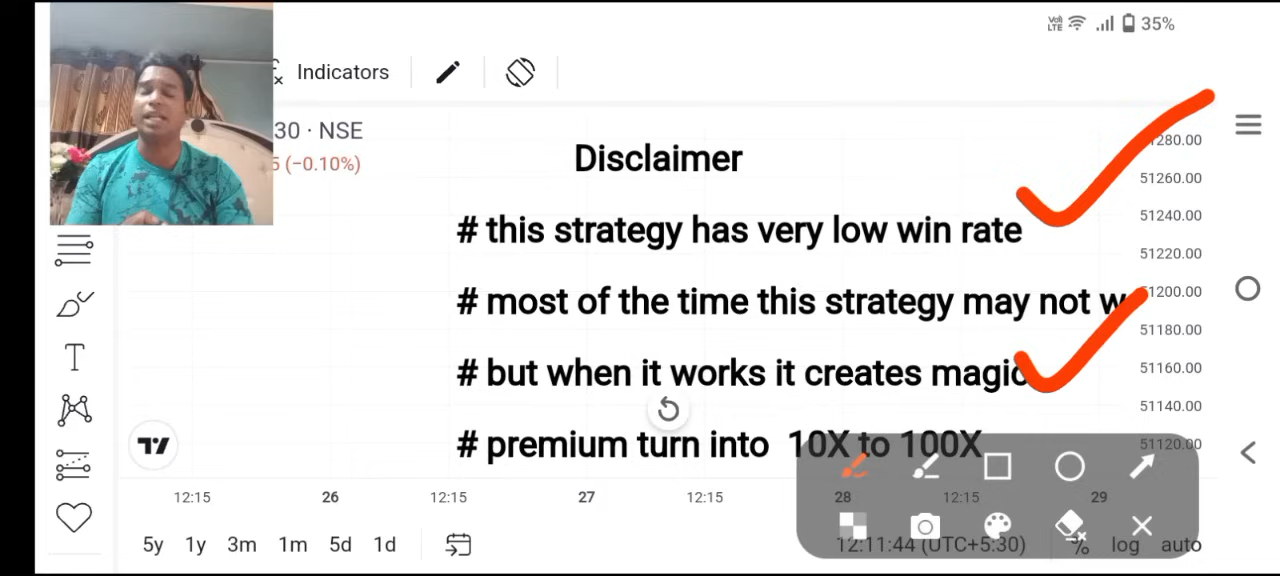 Vo)) LTE 35%
Indicators
30 · NSE
5 (−0.10%)
Disclaimer
# this strategy has very low win rate
# most of the time this strategy may not
# but when it works it creates magic
# premium turn into 10X to 100X
280.00
51260.00
51240.00
51220.00
51200.00
51180.00
51160.00
51140.00
51120.00
12:15 26 12:15 27 12:15 28 12:15 29
5y 1y 3m 1m 5d 1d 12:11:44 (UTC+5:30) % log auto